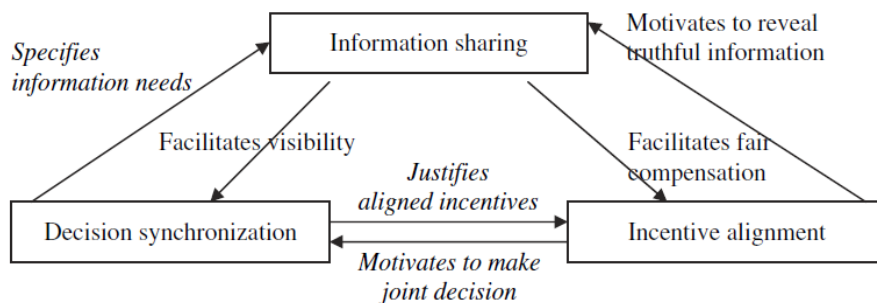 Information sharing
Specifies
information needs
Motivates to reveal
truthful information
Facilitates visibility
Facilitates fair
compensation
Justifies
aligned incentives
Decision synchronization
Incentive alignment
Motivates to make
joint decision